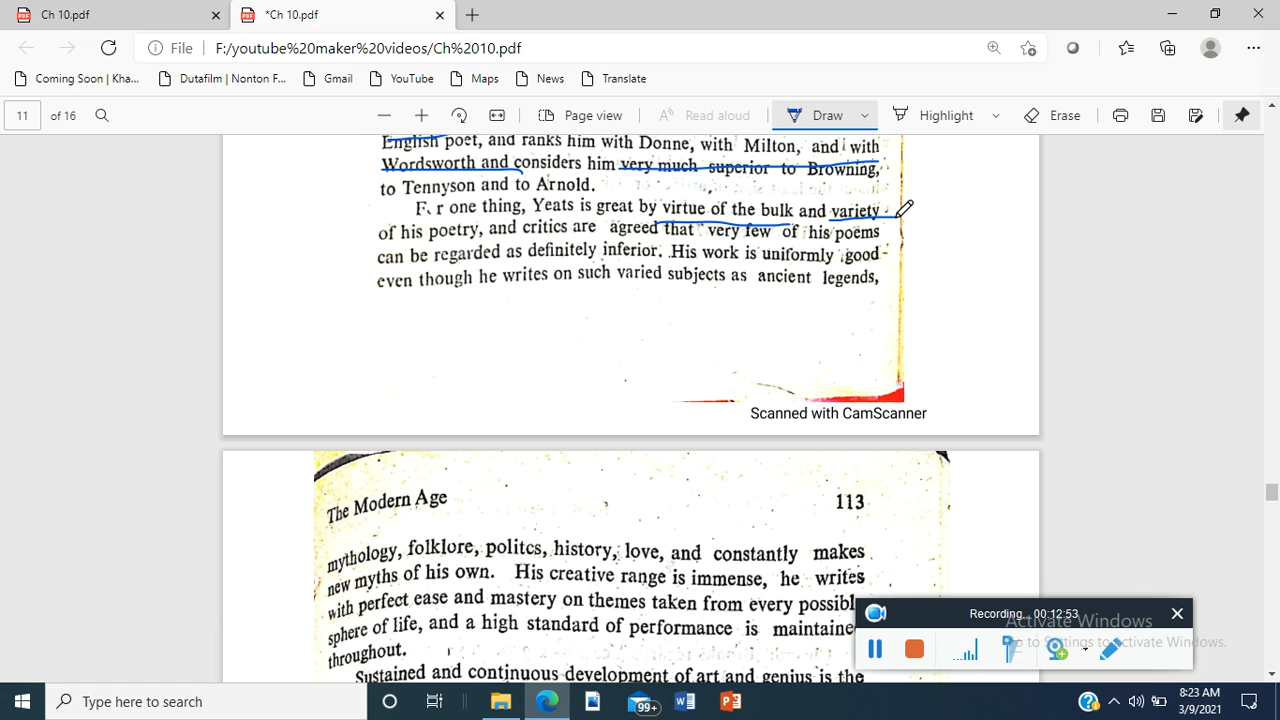 Ch 10.pdf
*Ch 10.pdf
File F:/youtube%20maker%20videos/Ch%2010.pdf
Coming Soon | Kha...
Dutafilm | Nonton F...
Gmail
YouTube
Maps
News
Translate
11 of 16
Page view
Read aloud
Draw
Highlight
Erase
English poet, and ranks him with Donne, with Milton, and with
Wordsworth and considers him very much superior to Browning,
to Tennyson and to Arnold.
F r one thing, Yeats is great by virtue of the bulk and variety
of his poetry, and critics are agreed that very few of his poems
can be regarded as definitely inferior. His work is uniformly good
even though he writes on such varied subjects as ancient legends,
Scanned with CamScanner
The Modern Age 113
mythology, folklore, politcs, history, love, and constantly makes
new myths of his own. His creative range is immense, he writes
with perfect ease and mastery on themes taken from every possibl
sphere of life, and a high standard of performance is maintaine
throughout.
Sustained and continuous development of art and genius is the
Recording... 00:12:53
Activate Windows
Go to Settings to activate Windows.
Type here to search
99+
8:23 AM
3/9/2021